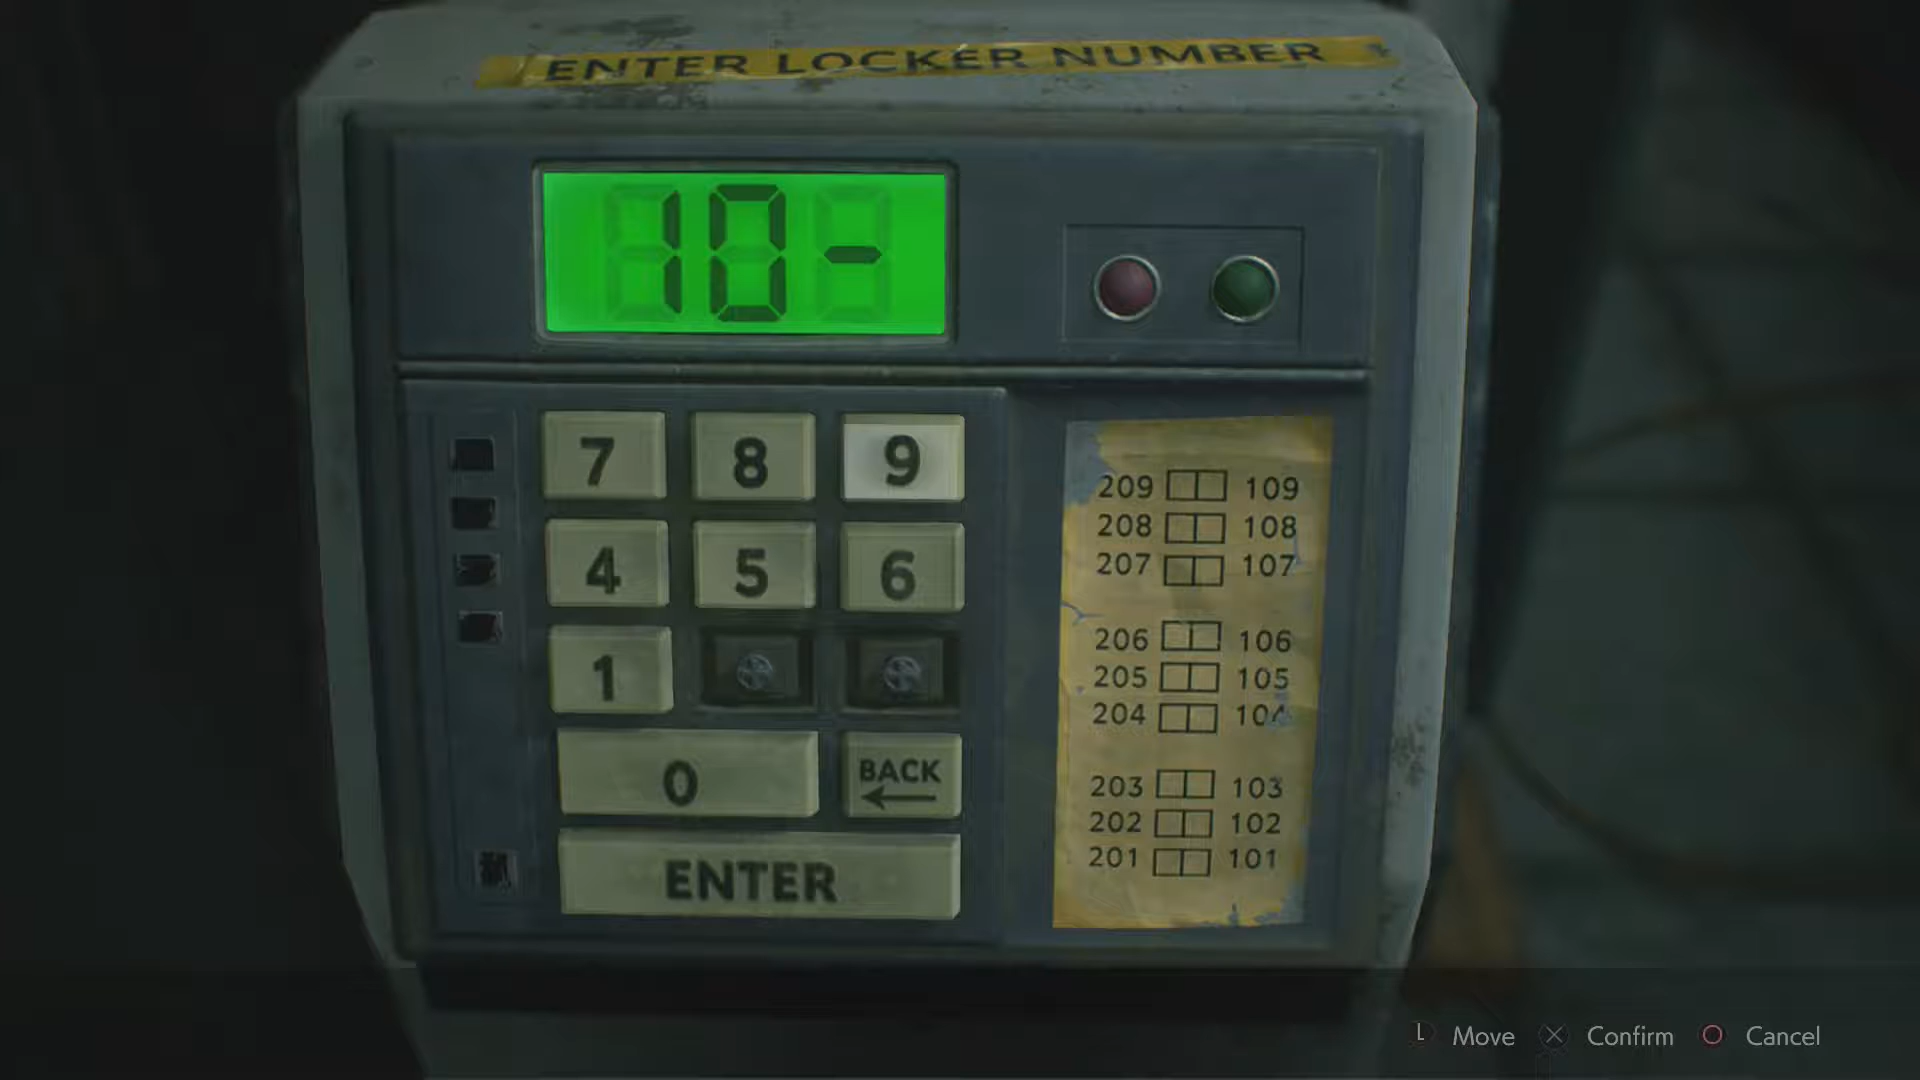 ENTER LOCKER NUMBER
10-
7 8 9
4 5 6
1
0 BACK
ENTER
209 109
208 108
207 107
206 106
205 105
204 104
203 103
202 102
201 101
L Move X Confirm O Cancel